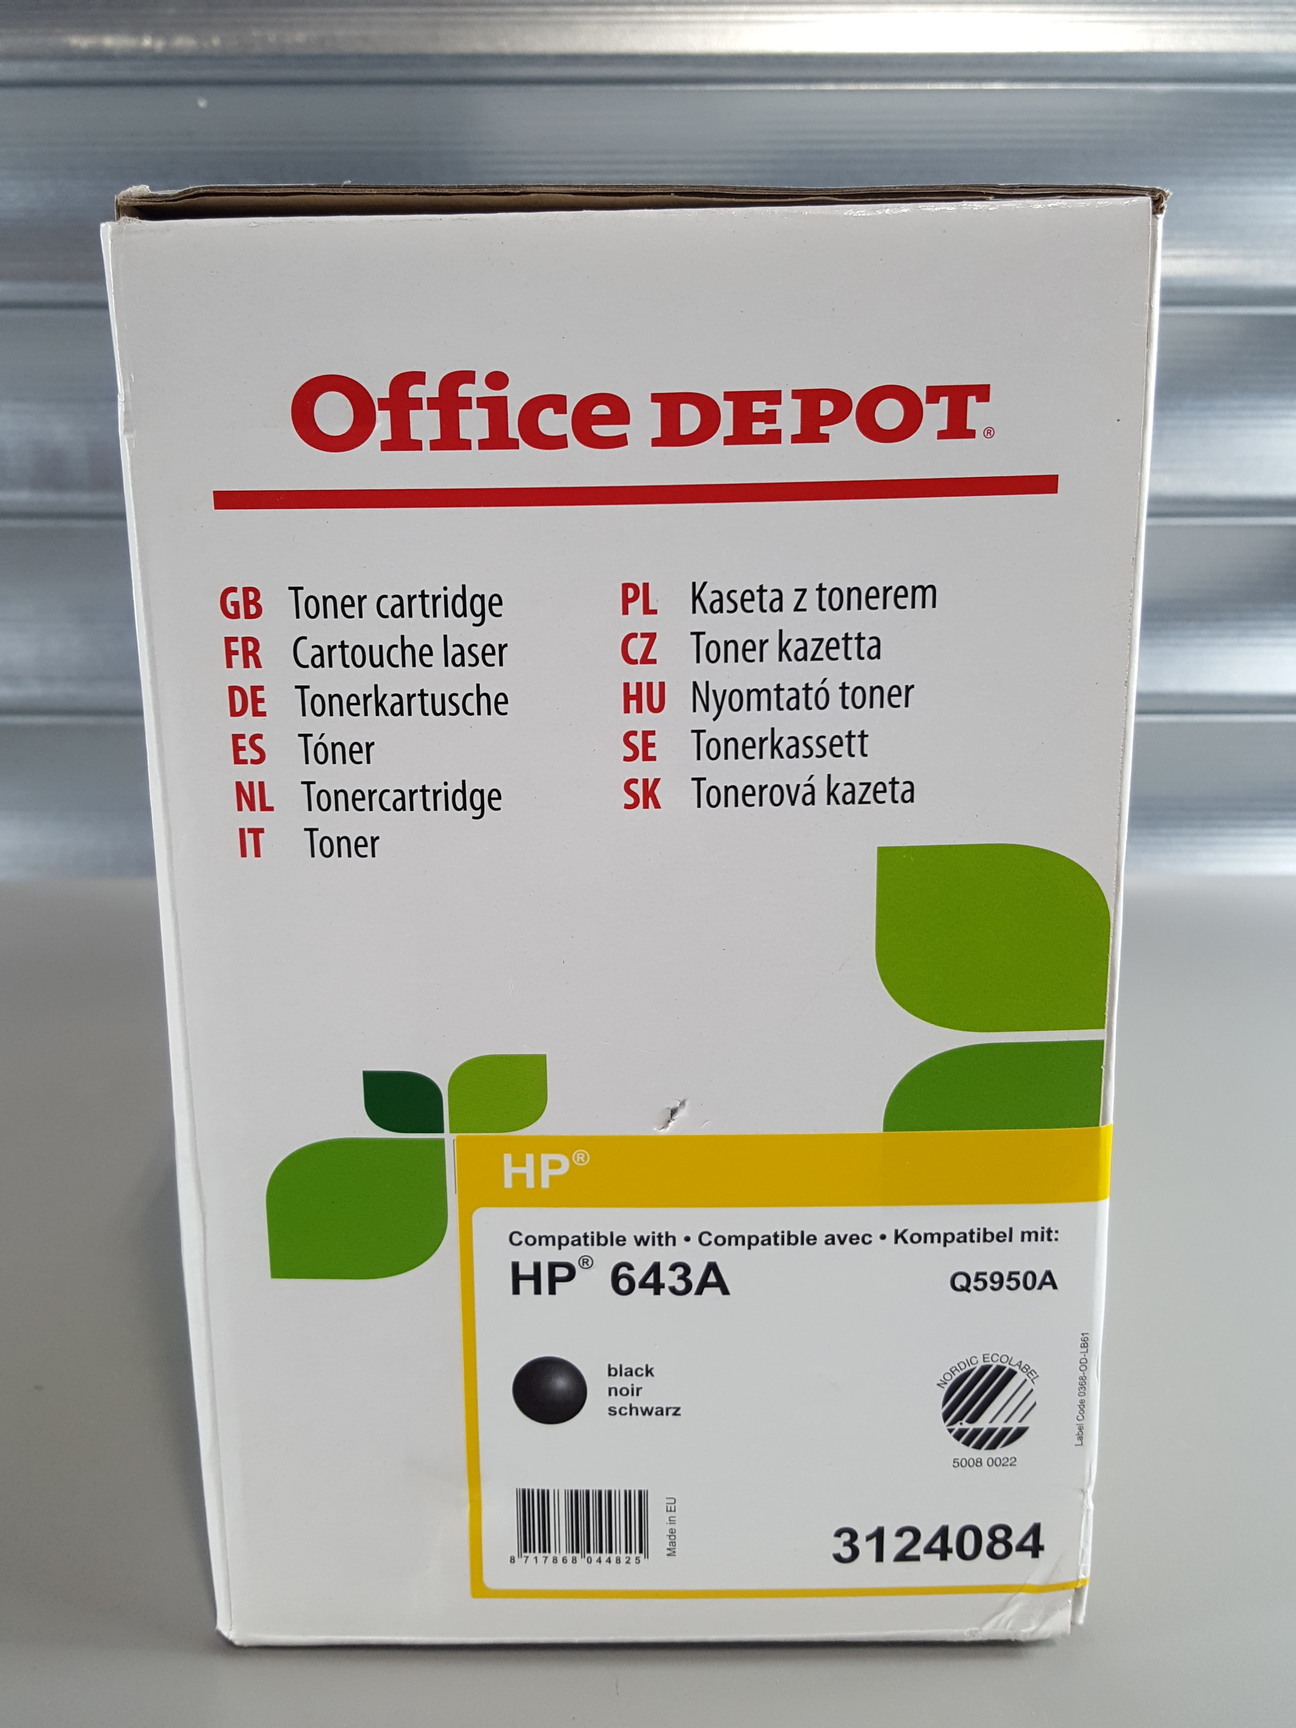 Office DEPOT®
GB Toner cartridge
FR Cartouche laser
DE Tonerkartusche
ES Tóner
NL Tonercartridge
IT Toner
PL Kaseta z tonerem
CZ Toner kazetta
HU Nyomtató toner
SE Tonerkassett
SK Tonerová kazeta
HP®
Compatible with • Compatible avec • Kompatibel mit:
HP® 643A
Q5950A
black
noir
schwarz
NORDIC ECOLABEL
5008 0022
Label Code 0368-OD-LB61
8 717868 044825
Made in EU
3124084